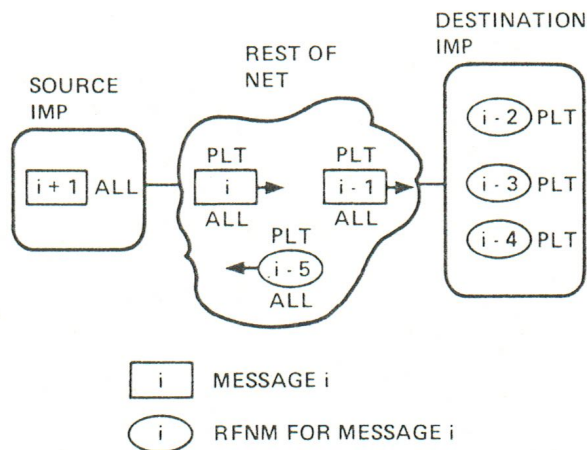 SOURCE
IMP
REST OF
NET
DESTINATION
IMP
i + 1 ALL
PLT
i
ALL
PLT
i - 1
ALL
PLT
i - 5
ALL
i - 2 PLT
i - 3 PLT
i - 4 PLT
i MESSAGE i
i RFNM FOR MESSAGE i